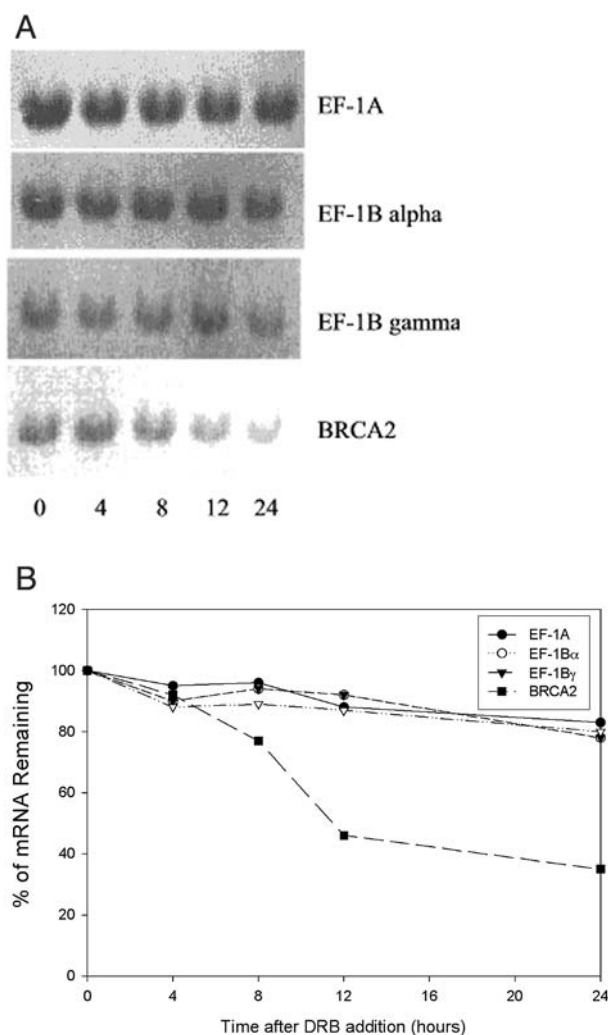 A
EF-1A
EF-1B alpha
EF-1B gamma
BRCA2
0 4 8 12 24
B
120
100
80
60
40
20
0
% of mRNA Remaining
EF-1A
EF-1Bα
EF-1Bγ
BRCA2
0 4 8 12 16 20 24
Time after DRB addition (hours)